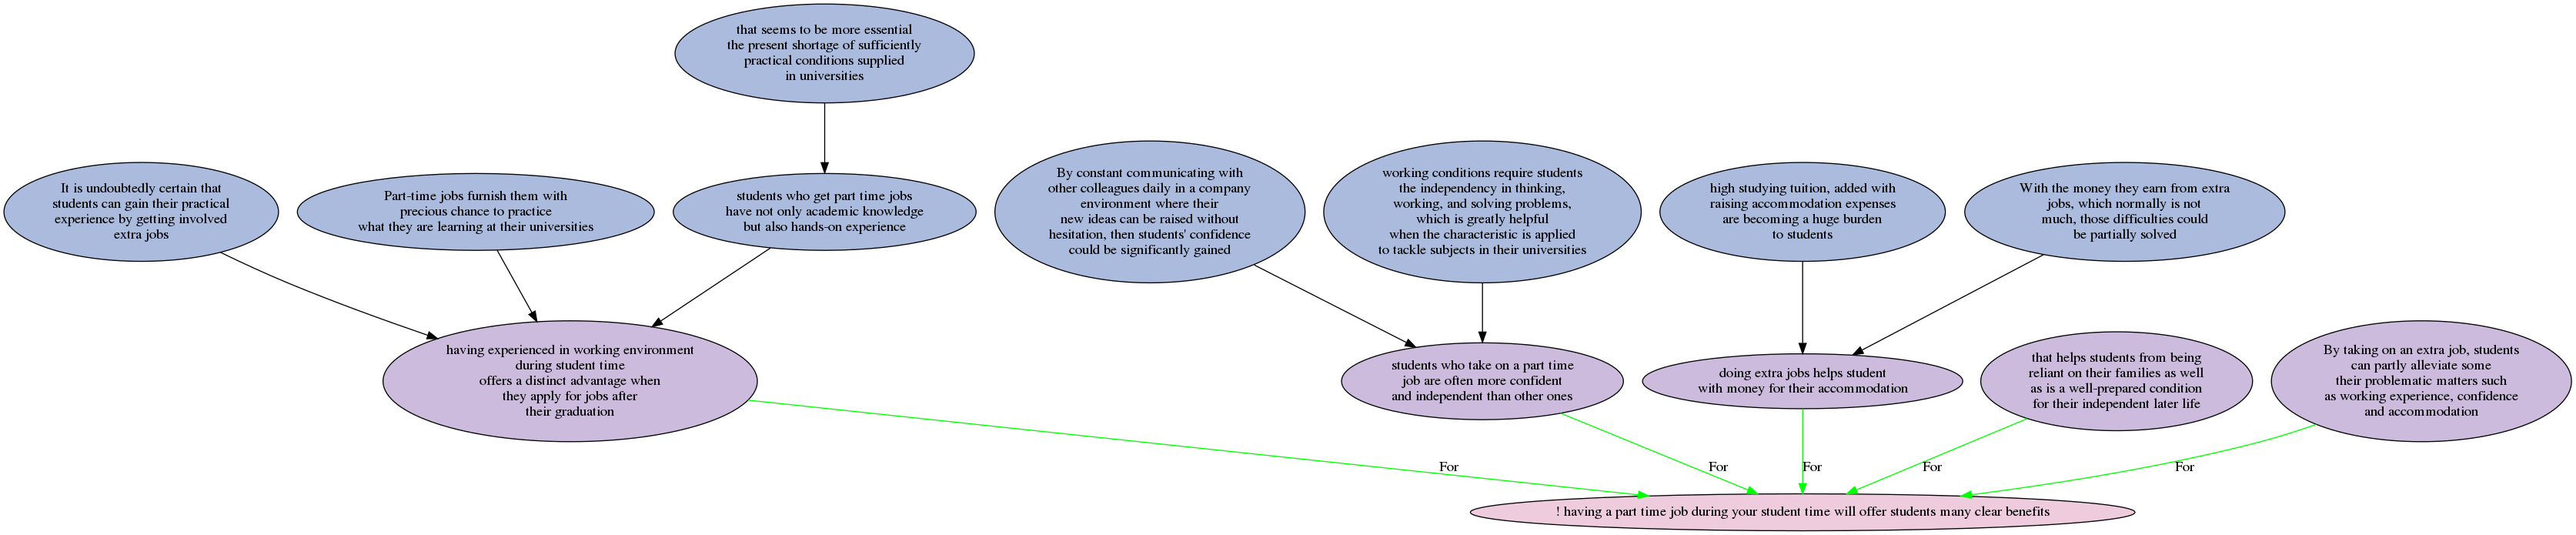 that seems to be more essential
the present shortage of sufficiently
practical conditions supplied
in universities
It is undoubtedly certain that
students can gain their practical
experience by getting involved
extra jobs
Part-time jobs furnish them with
precious chance to practice
what they are learning at their universities
students who get part time jobs
have not only academic knowledge
but also hands-on experience
By constant communicating with
other colleagues daily in a company
environment where their
new ideas can be raised without
hesitation, then students' confidence
could be significantly gained
working conditions require students
the independency in thinking,
working, and solving problems,
which is greatly helpful
when the characteristic is applied
to tackle subjects in their universities
high studying tuition, added with
raising accommodation expenses
are becoming a huge burden
to students
With the money they earn from extra
jobs, which normally is not
much, those difficulties could
be partially solved
having experienced in working environment
during student time
offers a distinct advantage when
they apply for jobs after
their graduation
students who take on a part time
job are often more confident
and independent than other ones
doing extra jobs helps student
with money for their accommodation
that helps students from being
reliant on their families as well
as is a well-prepared condition
for their independent later life
By taking on an extra job, students
can partly alleviate some
their problematic matters such
as working experience, confidence
and accommodation
For
For
For
For
For
! having a part time job during your student time will offer students many clear benefits